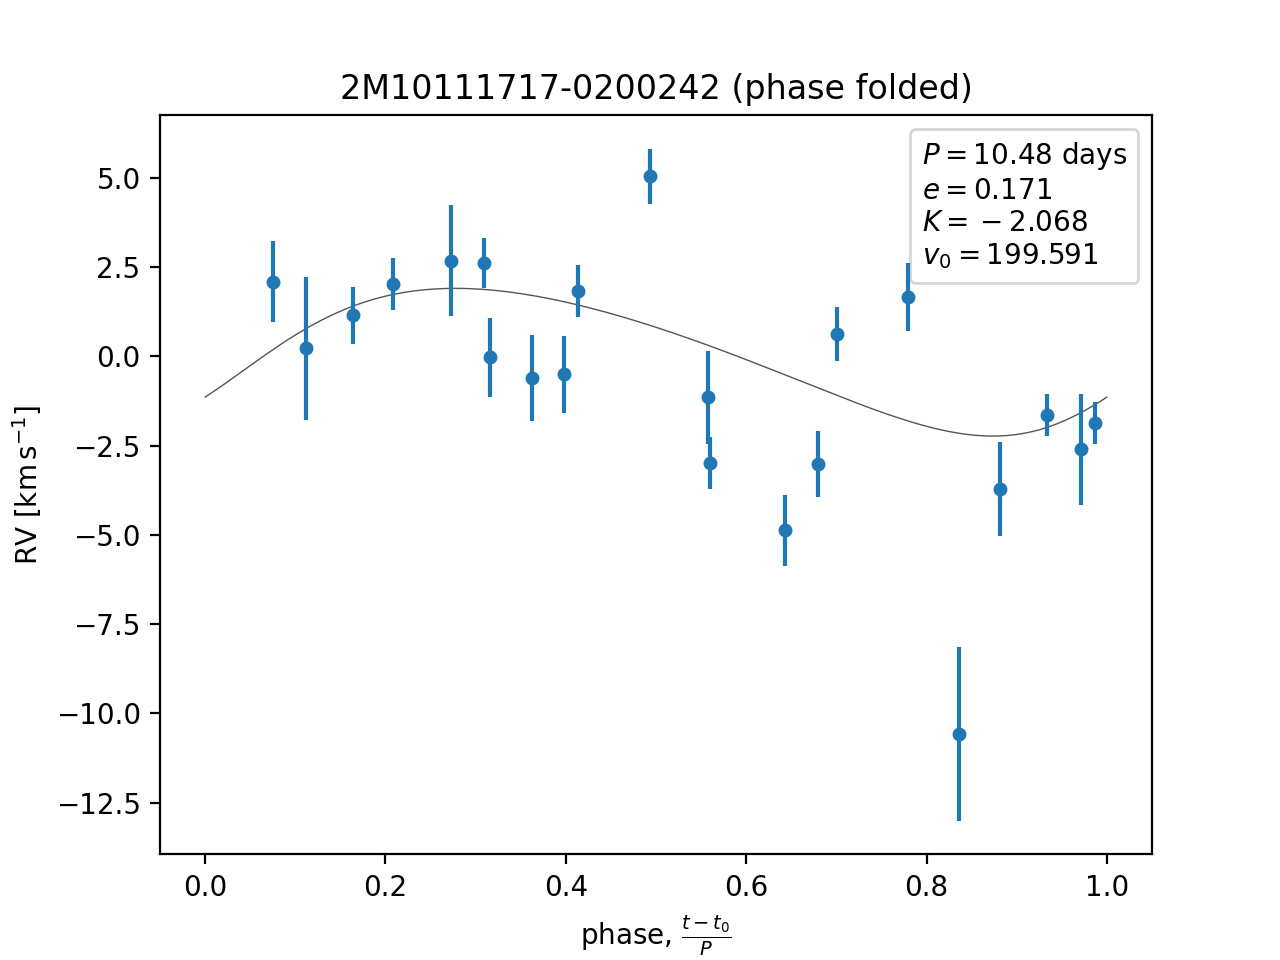 2M10111717-0200242 (phase folded)
P = 10.48 days
e = 0.171
K = −2.068
v₀ = 199.591
5.0
2.5
0.0
−2.5
−5.0
−7.5
−10.0
−12.5
RV [km s⁻¹]
0.0 0.2 0.4 0.6 0.8 1.0
phase, (t − t₀)/P